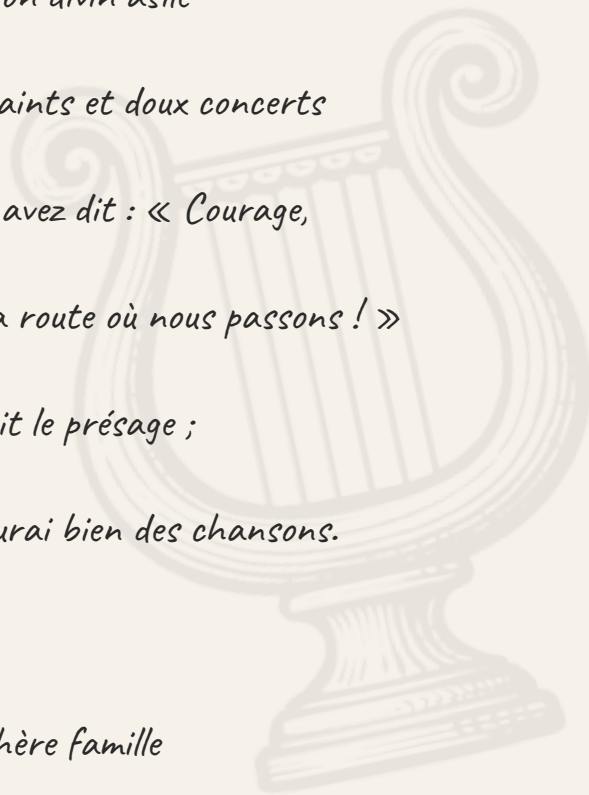 divin asile
aints et doux concerts
avez dit : « Courage,
a route où nous passons ! »
it le présage ;
urai bien des chansons.
hère famille